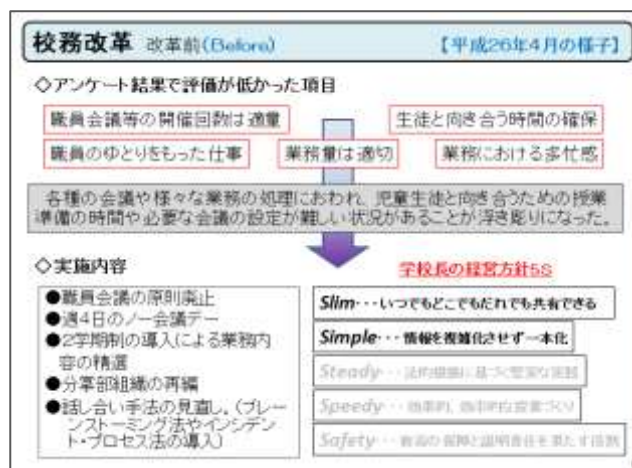 校務改革 改革前(Before) 【平成26年4月の様子】
◇アンケート結果で評価が低かった項目
職員会議等の開催回数は適量 生徒と向き合う時間の確保
職員のゆとりをもった仕事 業務量は適切 業務における多忙感
各種の会議や様々な業務の処理におわれ、児童生徒と向き合うための授業
準備の時間や必要な会議の設定が難しい状況があることが浮き彫りになった。
◇実施内容
学校長の経営方針5S
●職員会議の原則廃止
●週4日のノー会議デー
●2学期制の導入による業務内
容の精選
●分掌部組織の再編
●話し合い手法の見直し、(ブレー
ンストーミング法やインシデ
ント・プロセス法の導入)
Slim・・・いつでもどこでもだれでも共有できる
Simple・・・情報を複雑化させず一本化
Steady・・・
Speedy・・・
Safety・・・